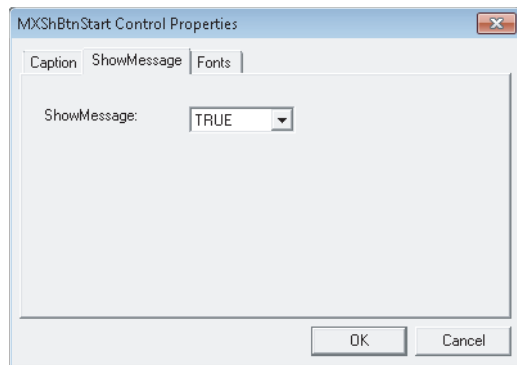 MXShBtnStart Control Properties
Caption ShowMessage Fonts
ShowMessage: TRUE
OK Cancel